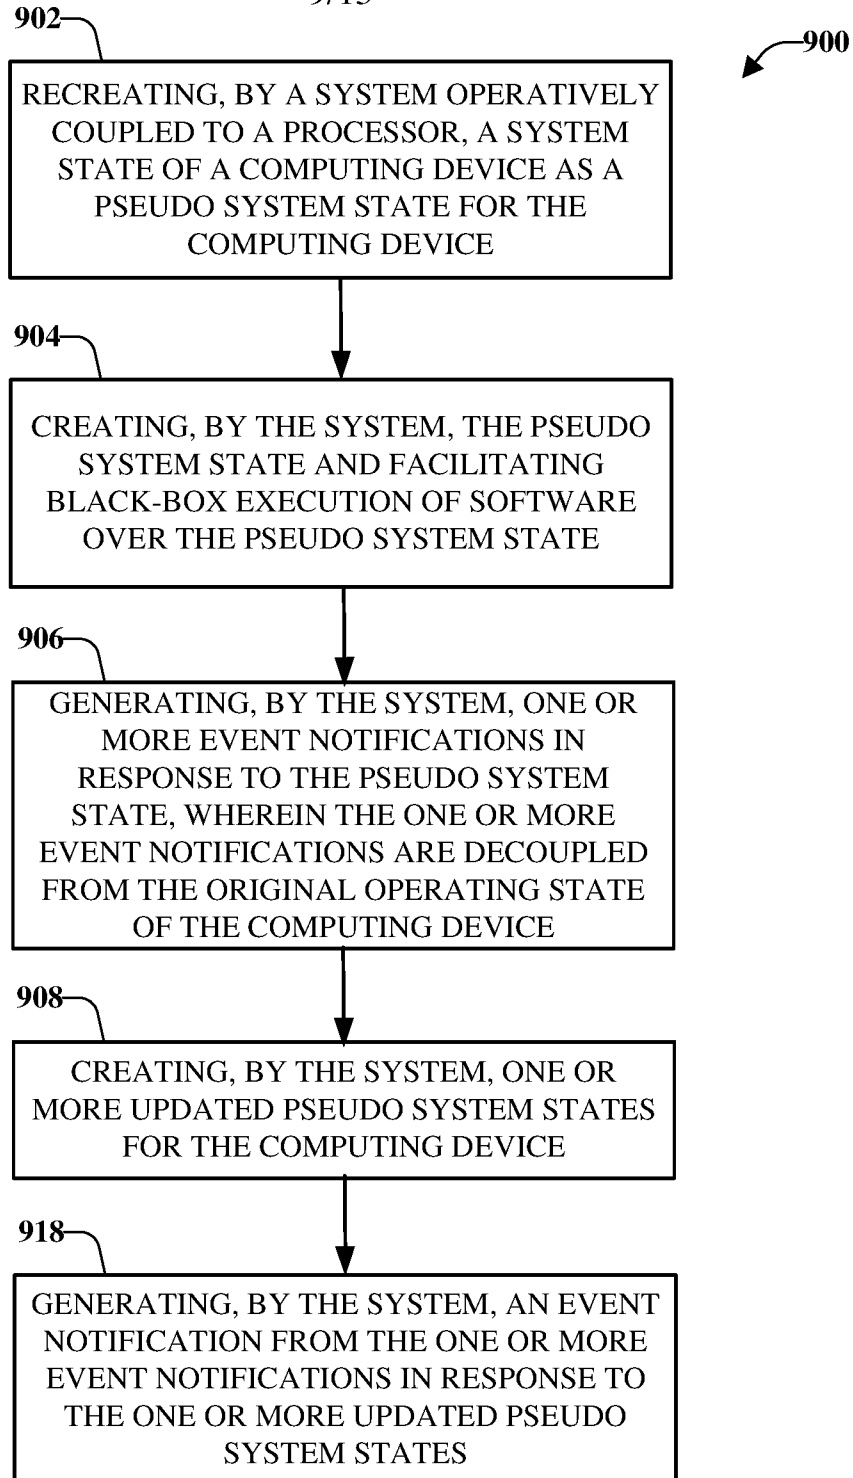 9/15
902
900
RECREATING, BY A SYSTEM OPERATIVELY
COUPLED TO A PROCESSOR, A SYSTEM
STATE OF A COMPUTING DEVICE AS A
PSEUDO SYSTEM STATE FOR THE
COMPUTING DEVICE
904
CREATING, BY THE SYSTEM, THE PSEUDO
SYSTEM STATE AND FACILITATING
BLACK-BOX EXECUTION OF SOFTWARE
OVER THE PSEUDO SYSTEM STATE
906
GENERATING, BY THE SYSTEM, ONE OR
MORE EVENT NOTIFICATIONS IN
RESPONSE TO THE PSEUDO SYSTEM
STATE, WHEREIN THE ONE OR MORE
EVENT NOTIFICATIONS ARE DECOUPLED
FROM THE ORIGINAL OPERATING STATE
OF THE COMPUTING DEVICE
908
CREATING, BY THE SYSTEM, ONE OR
MORE UPDATED PSEUDO SYSTEM STATES
FOR THE COMPUTING DEVICE
918
GENERATING, BY THE SYSTEM, AN EVENT
NOTIFICATION FROM THE ONE OR MORE
EVENT NOTIFICATIONS IN RESPONSE TO
THE ONE OR MORE UPDATED PSEUDO
SYSTEM STATES